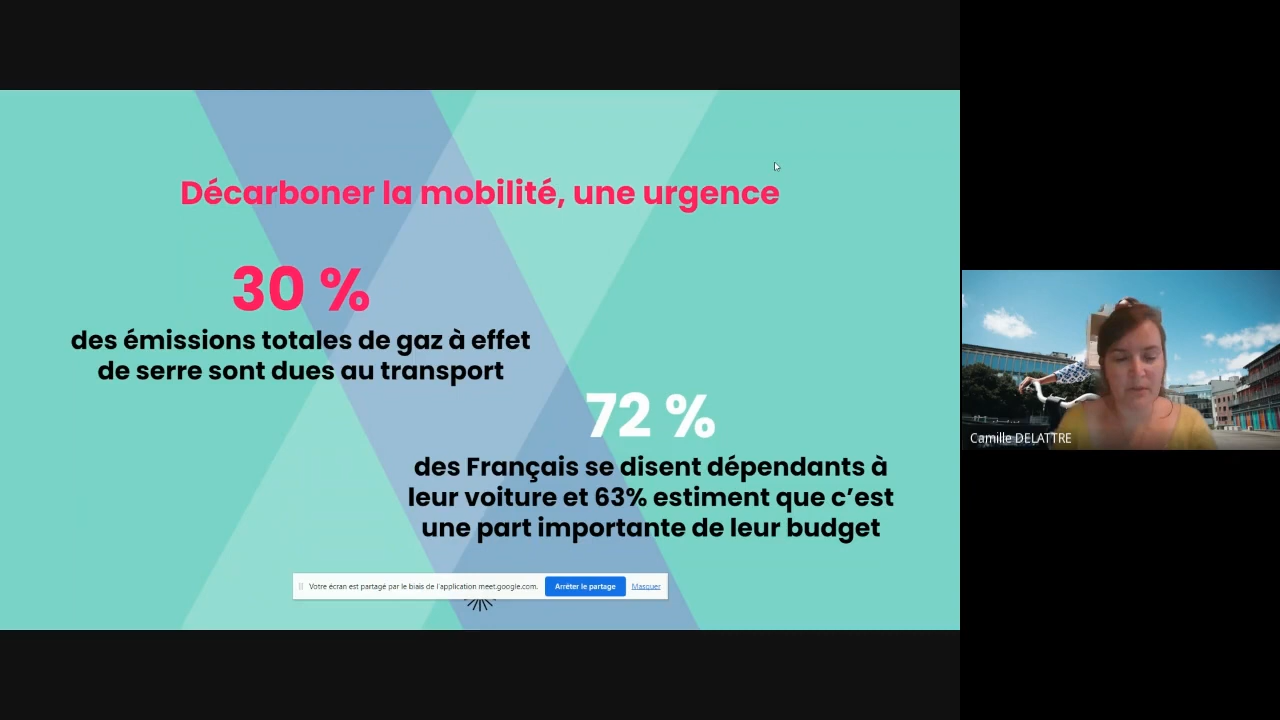 Décarboner la mobilité, une urgence
30 %
des émissions totales de gaz à effet
de serre sont dues au transport
72 %
des Français se disent dépendants à
leur voiture et 63% estiment que c’est
une part importante de leur budget
Votre écran est partagé par le biais de l'application meet.google.com. Arrêter le partage Masquer
Camille DELATTRE